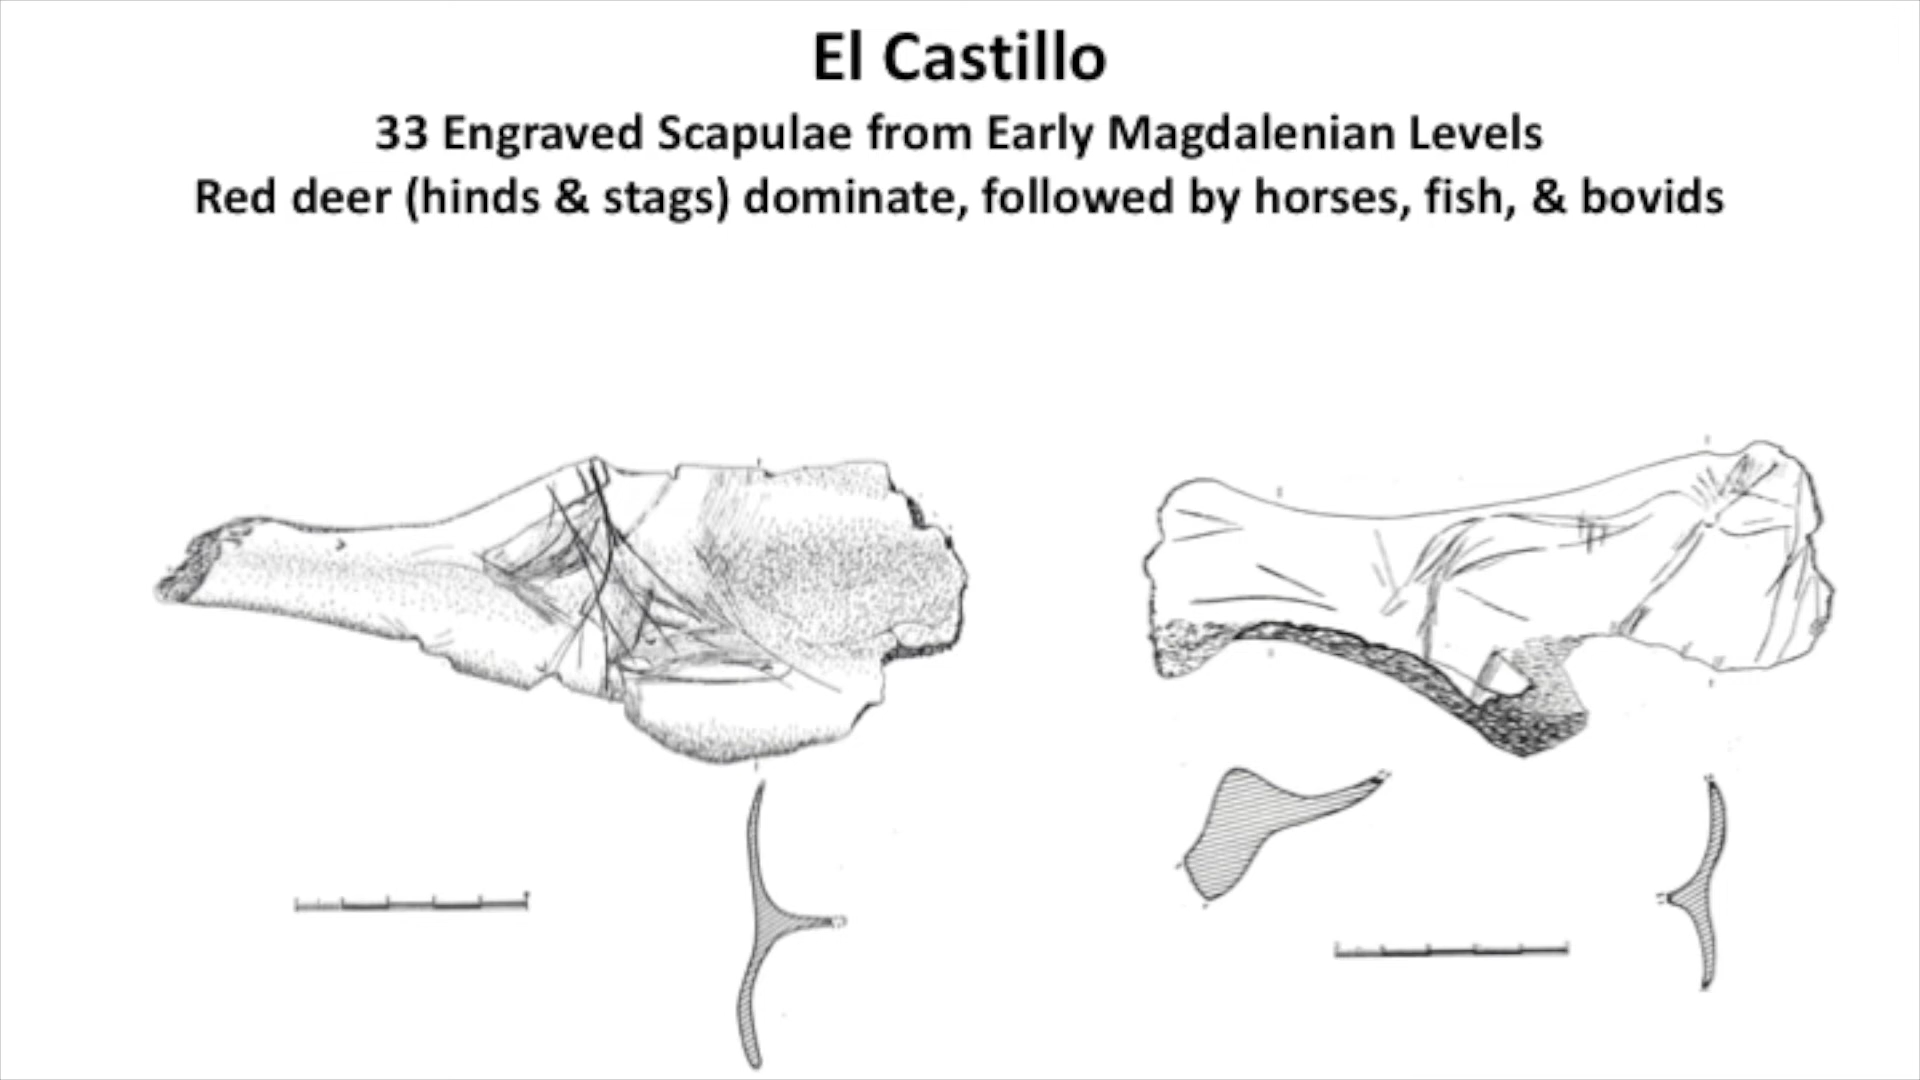 El Castillo
33 Engraved Scapulae from Early Magdalenian Levels
Red deer (hinds & stags) dominate, followed by horses, fish, & bovids